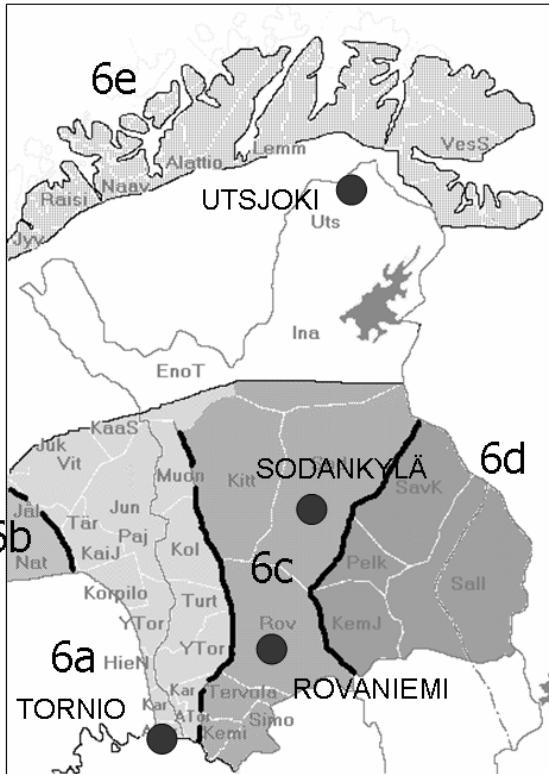 6e
Lemm
VesS
Alattio
Naav
Raisi
UTSJOKI
Uts
Jyv
Ina
EnoT
KaaS
Juk
Vit
Muon
Kitt
SODANKYLÄ
6d
SavK
Jäl
Jun
Tär
Paj
6b
KaiJ
Kol
Nat
Pelk
6c
Sall
Korpilo
Turt
YTor
Rov
KemJ
YTor
6a
HieN
Kar
Tervola
ROVANIEMI
TORNIO
Kar
ATor
Simo
Kemi